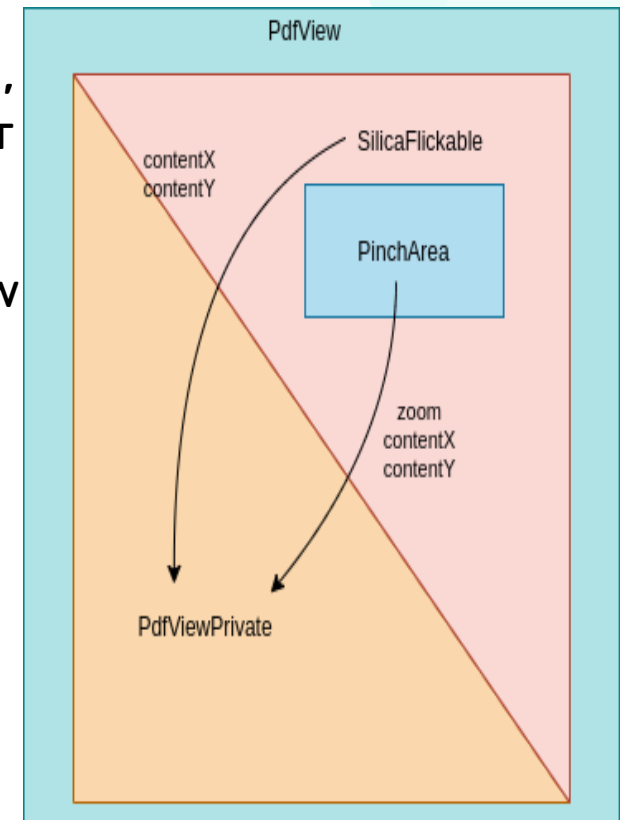 PdfView
SilicaFlickable
contentX
contentY
PinchArea
zoom
contentX
contentY
PdfViewPrivate